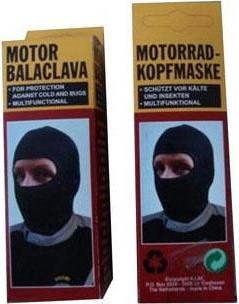 MOTOR
BALACLAVA
• FOR PROTECTION
AGAINST COLD AND BUGS
• MULTIFUNCTIONAL
MOTORRAD-
KOPFMASKE
• SCHÜTZT VOR KÄLTE
UND INSEKTEN
• MULTIFUNKTIONAL
P.O. Box
The Netherlands - made in China